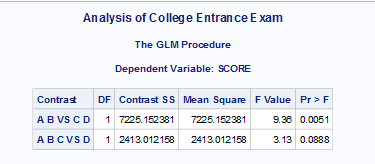 Analysis of College Entrance Exam
The GLM Procedure
Dependent Variable: SCORE
Contrast DF Contrast SS Mean Square F Value Pr > F
A B VS C D 1 7225.152381 7225.152381 9.36 0.0051
A B C VS D 1 2413.012158 2413.012158 3.13 0.0888